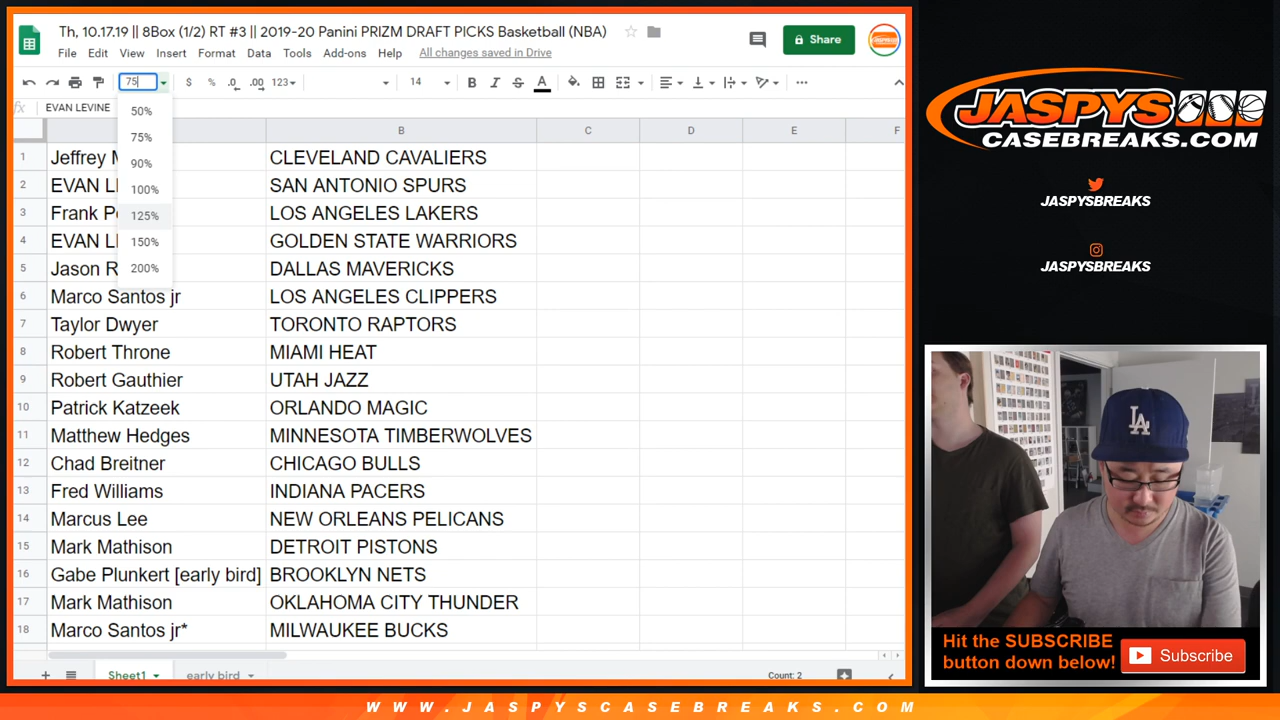 Th, 10.17.19 || 8Box (1/2) RT #3 || 2019-20 Panini PRIZM DRAFT PICKS Basketball (NBA)
File Edit View Insert Format Data Tools Add-ons Help All changes saved in Drive
Share
75 $ % .0 .00 123 14 B I S A
fx EVAN LEVINE
50%
75%
90%
100%
125%
150%
200%
B C D E F
1 Jeffrey M CLEVELAND CAVALIERS
2 EVAN LE SAN ANTONIO SPURS
3 Frank Po LOS ANGELES LAKERS
4 EVAN LE GOLDEN STATE WARRIORS
5 Jason R DALLAS MAVERICKS
6 Marco Santos jr LOS ANGELES CLIPPERS
7 Taylor Dwyer TORONTO RAPTORS
8 Robert Throne MIAMI HEAT
9 Robert Gauthier UTAH JAZZ
10 Patrick Katzeek ORLANDO MAGIC
11 Matthew Hedges MINNESOTA TIMBERWOLVES
12 Chad Breitner CHICAGO BULLS
13 Fred Williams INDIANA PACERS
14 Marcus Lee NEW ORLEANS PELICANS
15 Mark Mathison DETROIT PISTONS
16 Gabe Plunkert [early bird] BROOKLYN NETS
17 Mark Mathison OKLAHOMA CITY THUNDER
18 Marco Santos jr* MILWAUKEE BUCKS
Sheet1 early bird Count: 2
JASPYS
CASEBREAKS.COM
JASPYSBREAKS
JASPYSBREAKS
LA
Hit the SUBSCRIBE
button down below!
Subscribe
WWW.JASPYSCASEBREAKS.COM